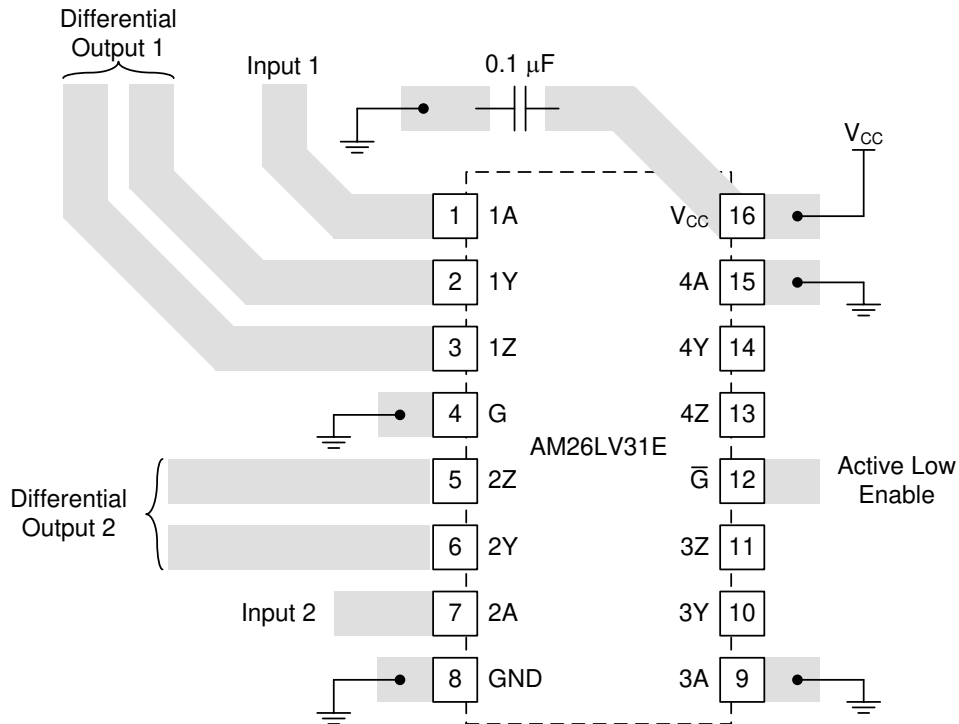 Differential
Output 1
Input 1
0.1 μF
V_CC
1 1A
V_CC 16
2 1Y
4A 15
3 1Z
4Y 14
4 G
4Z 13
AM26LV31E
Differential
Output 2
5 2Z
G̅ 12
Active Low
Enable
6 2Y
3Z 11
Input 2
7 2A
3Y 10
8 GND
3A 9